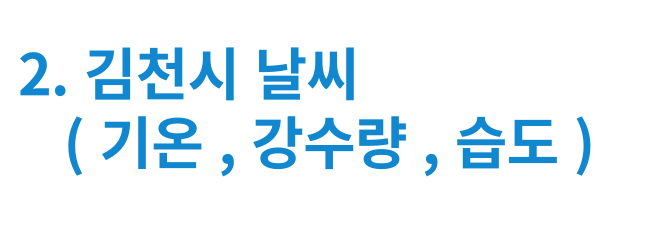 2. 김천시 날씨
( 기온 , 강수량 , 습도 )